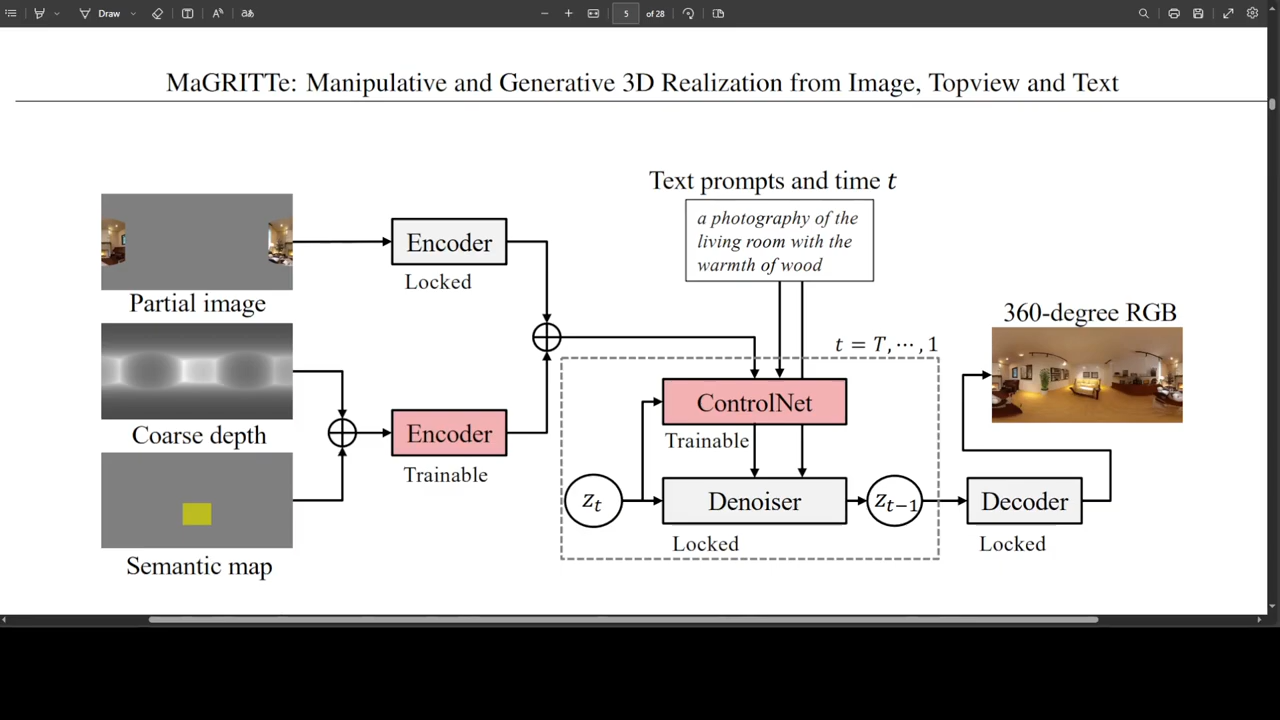 Draw
5
of 28
MaGRITTe: Manipulative and Generative 3D Realization from Image, Topview and Text
Text prompts and time t
a photography of the
living room with the
warmth of wood
Encoder
Locked
Partial image
360-degree RGB
t = T, ⋯, 1
ControlNet
Trainable
Coarse depth
Encoder
Trainable
z_t
Denoiser
z_{t−1}
Decoder
Locked
Locked
Semantic map